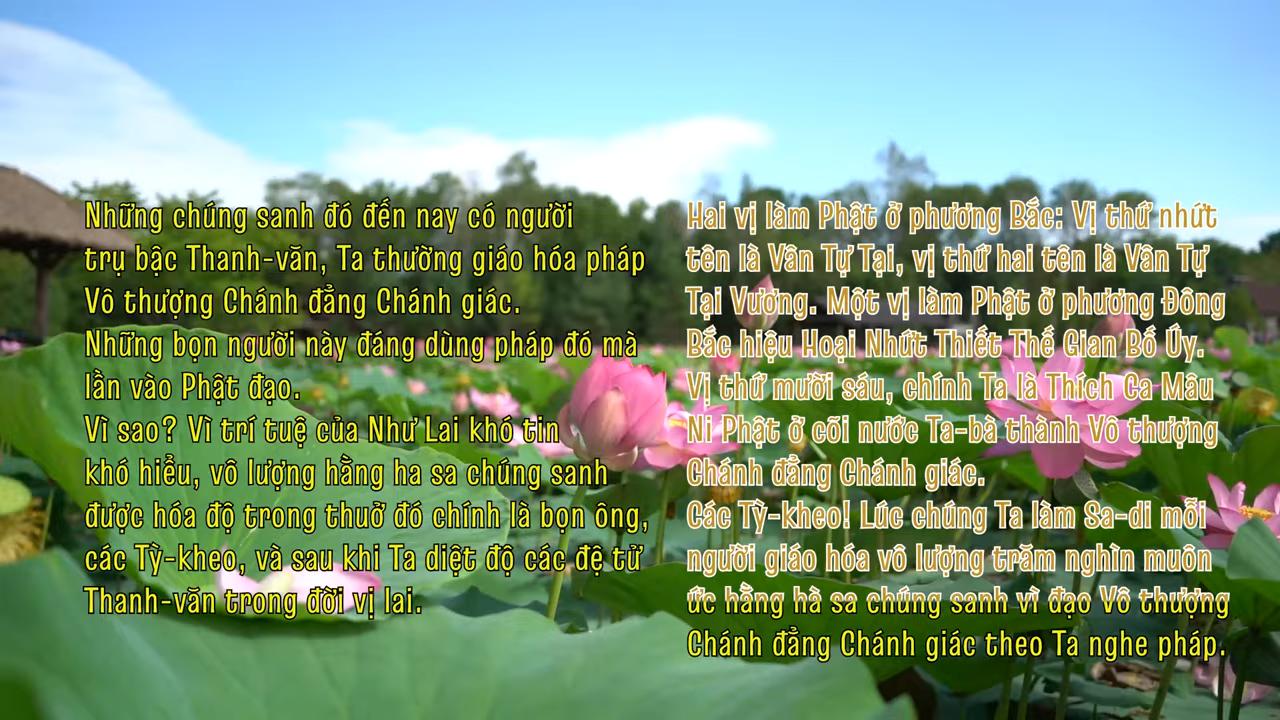 Những chúng sanh đó đến nay có người
trụ bậc Thanh-văn, Ta thường giáo hóa pháp
Vô thượng Chánh đẳng Chánh giác.
Những bọn người này đáng dùng pháp đó mà
lần vào Phật đạo.
Vì sao? Vì trí tuệ của Như Lai khó tin
khó hiểu, vô lượng hằng ha sa chúng sanh
được hóa độ trong thuở đó chính là bọn ông,
các Tỳ-kheo, và sau khi Ta diệt độ các đệ tử
Thanh-văn trong đời vị lai.
Hai vị làm Phật ở phương Bắc: Vị thứ nhứt
tên là Vân Tự Tại, vị thứ hai tên là Vân Tự
Tại Vương. Một vị làm Phật ở phương Đông
Bắc hiệu Hoại Nhứt Thiết Thế Gian Bố Úy.
Vị thứ mười sáu, chính Ta là Thích Ca Mâu
Ni Phật ở cõi nước Ta-bà thành Vô thượng
Chánh đẳng Chánh giác.
Các Tỳ-kheo! Lúc chúng Ta làm Sa-di mỗi
người giáo hóa vô lượng trăm nghìn muôn
ức hằng hà sa chúng sanh vì đạo Vô thượng
Chánh đẳng Chánh giác theo Ta nghe pháp.